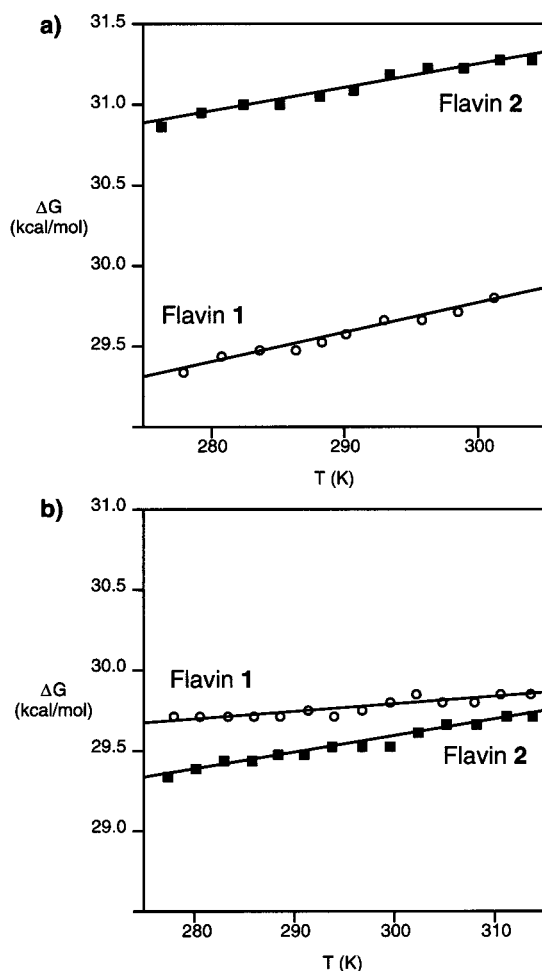 a)
31.5
31.0
Flavin 2
30.5
ΔG
(kcal/mol)
30.0
Flavin 1
29.5
280
290
300
T (K)
b)
31.0
30.5
30.0
Flavin 1
ΔG
(kcal/mol)
29.5
Flavin 2
29.0
280
290
300
310
T (K)